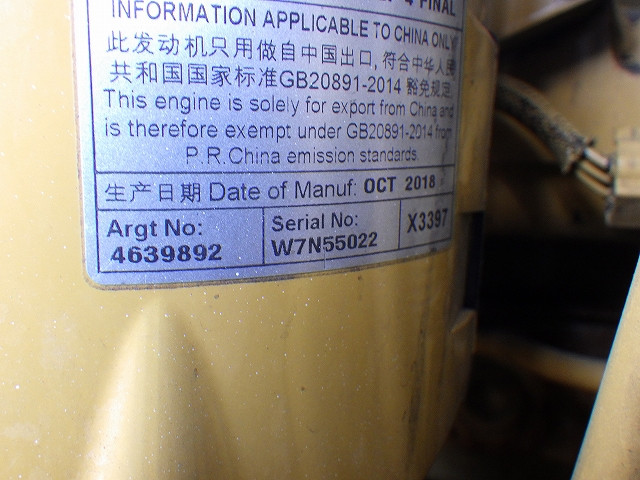 4 FINAL
INFORMATION APPLICABLE TO CHINA ONLY
此发动机只用做自中国出口,符合中华人民
共和国国家标准GB20891-2014 豁免规定.
This engine is solely for export from China and
is therefore exempt under GB20891-2014 from
P.R.China emission standards
生产日期 Date of Manuf: OCT 2018
Argt No: Serial No: X3397
4639892 W7N55022